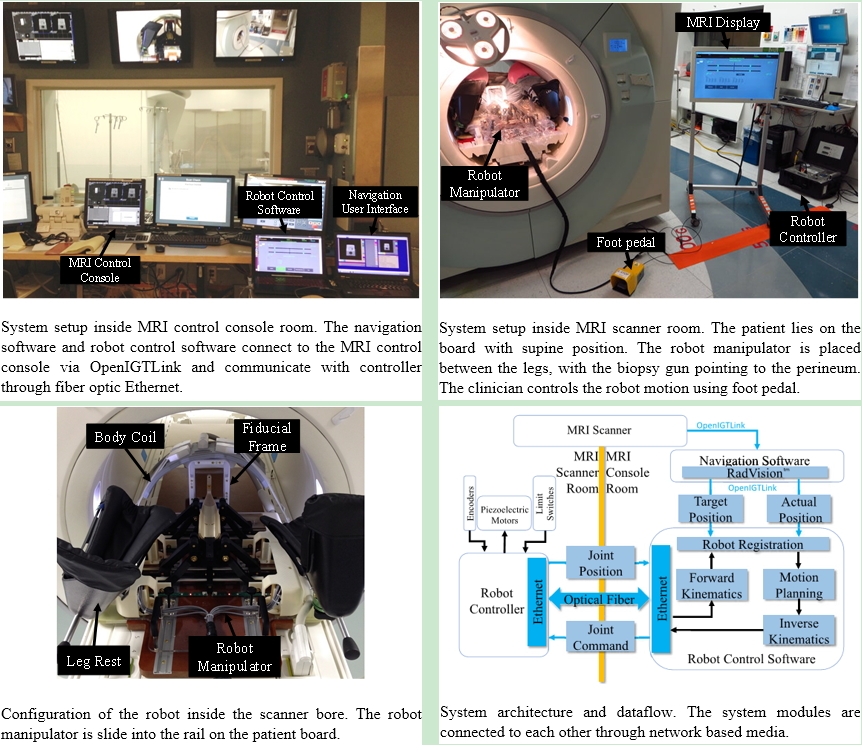 Robot Control
Software
Navigation
User Interface
MRI Control
Console
System setup inside MRI control console room. The navigation
software and robot control software connect to the MRI control
console via OpenIGTLink and communicate with controller
through fiber optic Ethernet.
MRI Display
Robot
Manipulator
Foot pedal
Robot
Controller
System setup inside MRI scanner room. The patient lies on the
board with supine position. The robot manipulator is placed
between the legs, with the biopsy gun pointing to the perineum.
The clinician controls the robot motion using foot pedal.
Body Coil
Fiducial
Frame
Leg Rest
Robot
Manipulator
Configuration of the robot inside the scanner bore. The robot
manipulator is slide into the rail on the patient board.
MRI Scanner
OpenIGTLink
MRI
Scanner
Room
MRI
Console
Room
Navigation Software
RadVision
OpenIGTLink
Encoders
Piezoelectric
Motors
Limit
Switches
Target
Position
Actual
Position
Robot Registration
Robot
Controller
Ethernet
Joint
Position
Optical Fiber
Joint
Command
Ethernet
Forward
Kinematics
Motion
Planning
Inverse
Kinematics
Robot Control Software
System architecture and dataflow. The system modules are
connected to each other through network based media.